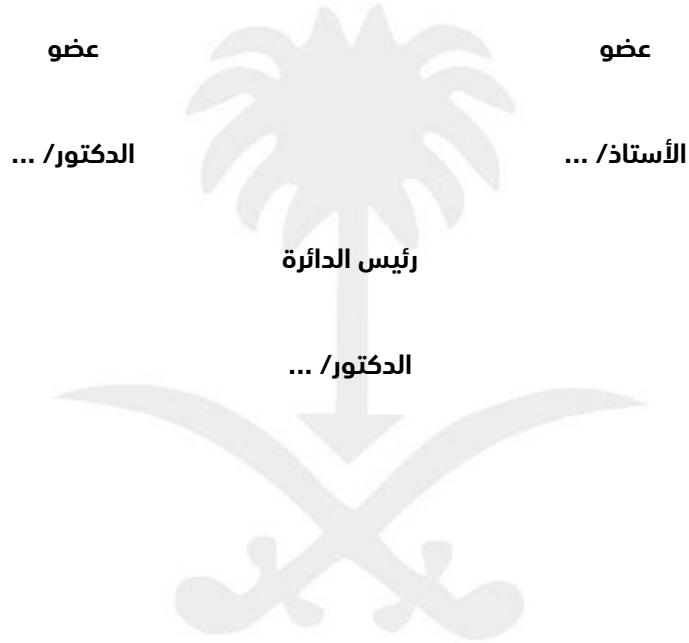 عضو عضو
الأستاذ/ ... الدكتور/ ...
رئيس الدائرة
الدكتور/ ...